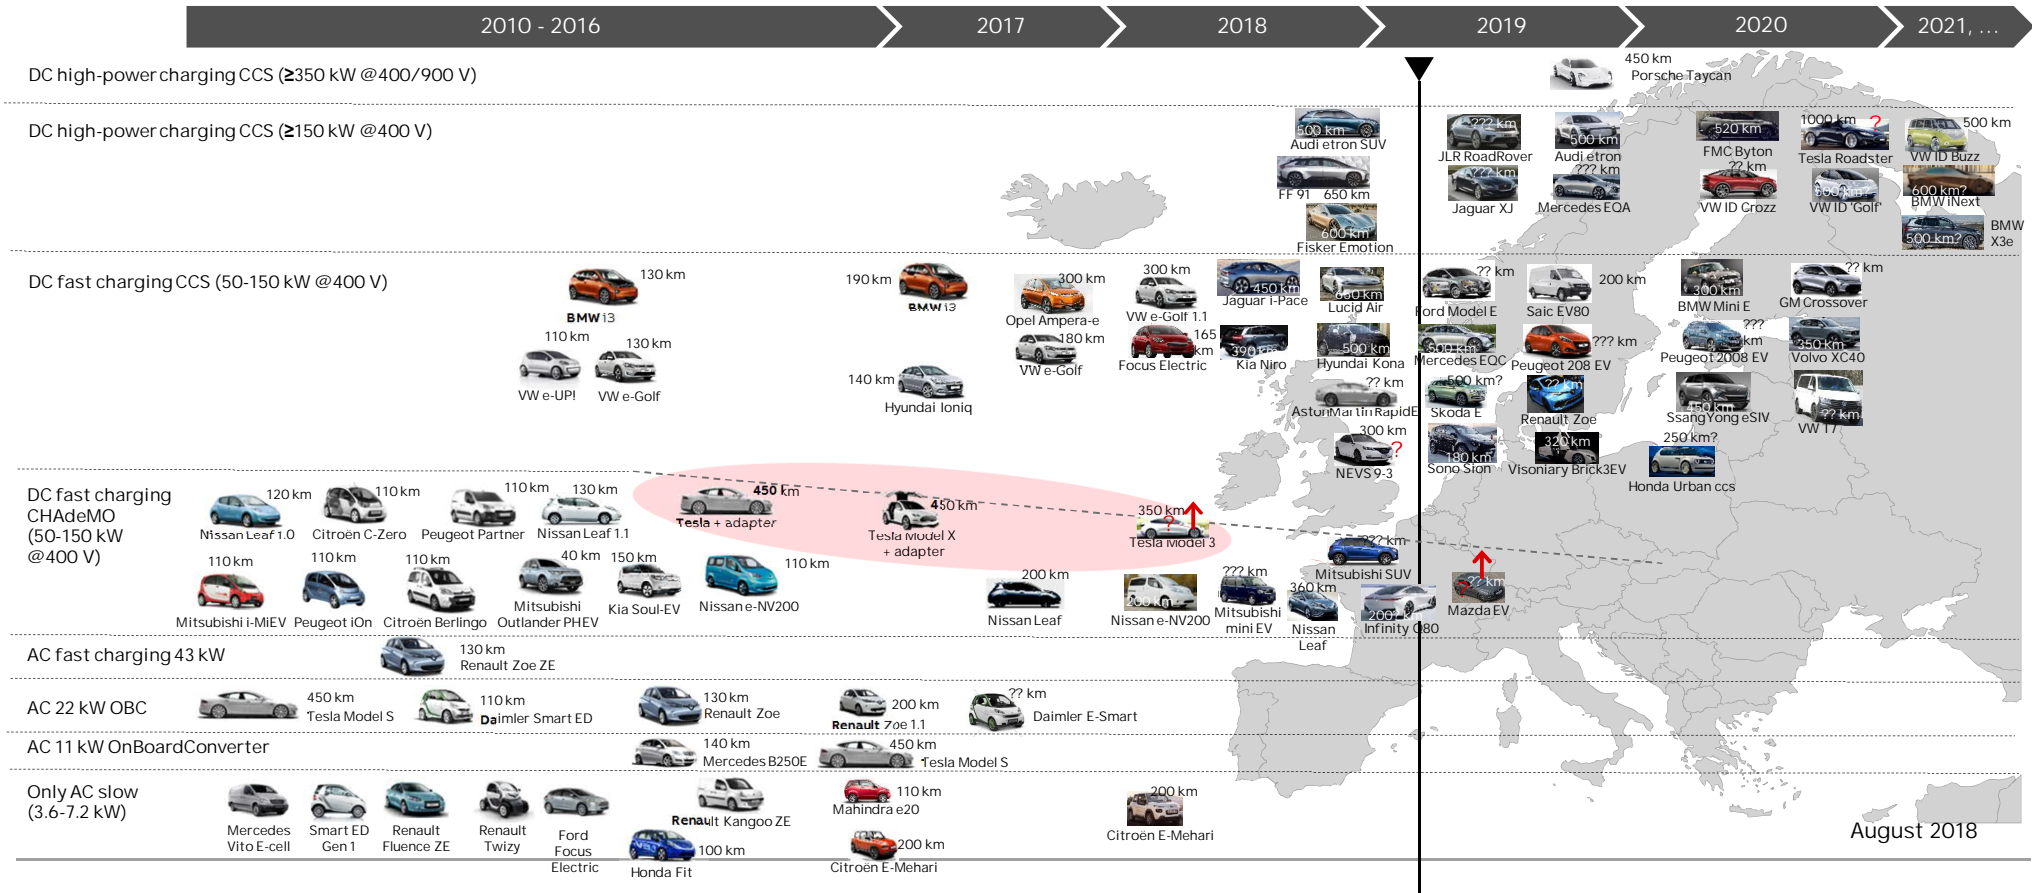 2010 - 2016
2017
2018
2019
2020
2021, ...
DC high-power charging CCS (≥350 kW @400/900 V)
450 km
Porsche Taycan
DC high-power charging CCS (≥150 kW @400 V)
500 km
Audi etron SUV
FF 91 650 km
600 km
Fisker Emotion
??? km
JLR RoadRover
??? km
Jaguar XJ
500 km
Audi etron
??? km
Mercedes EQA
520 km
FMC Byton
?? km
VW ID Crozz
1000 km ?
Tesla Roadster
600 km?
VW ID 'Golf'
500 km
VW ID Buzz
600 km?
BMW iNext
500 km?
BMW
X3e
DC fast charging CCS (50-150 kW @400 V)
130 km
BMW i3
110 km
VW e-UP!
130 km
VW e-Golf
190 km
BMW i3
140 km
Hyundai Ioniq
300 km
Opel Ampera-e
180 km
VW e-Golf
300 km
VW e-Golf 1.1
165
km
Focus Electric
450 km
Jaguar i-Pace
390 km
Kia Niro
650 km
Lucid Air
500 km
Hyundai Kona
?? km
AstonMartin RapidE
300 km
?
NEVS 9-3
?? km
Ford Model E
500 km
Mercedes EQC
500 km?
Skoda E
180 km
Sono Sion
200 km
Saic EV80
??? km
Peugeot 208 EV
?? km
Renault Zoe
320 km
Visoniary Brick3EV
300 km
BMW Mini E
???
km
Peugeot 2008 EV
450 km
SsangYong eSIV
250 km?
Honda Urban ccs
?? km
GM Crossover
350 km
Volvo XC40
?? km
VW T7
DC fast charging
CHAdeMO
(50-150 kW
@400 V)
120 km
Nissan Leaf 1.0
110 km
Citroën C-Zero
110 km
Peugeot Partner
130 km
Nissan Leaf 1.1
450 km
Tesla + adapter
450 km
Tesla Model X
+ adapter
350 km
?
Tesla Model 3
110 km
Mitsubishi i-MiEV
110 km
Peugeot iOn
110 km
Citroën Berlingo
40 km
Mitsubishi
Outlander PHEV
150 km
Kia Soul-EV
110 km
Nissan e-NV200
200 km
Nissan Leaf
200 km
Nissan e-NV200
??? km
Mitsubishi
mini EV
360 km
Nissan
Leaf
??? km
Mitsubishi SUV
200? km
Infinity Q80
? ?? km
Mazda EV
AC fast charging 43 kW
130 km
Renault Zoe ZE
AC 22 kW OBC
450 km
Tesla Model S
110 km
Daimler Smart ED
130 km
Renault Zoe
200 km
Renault Zoe 1.1
?? km
Daimler E-Smart
AC 11 kW OnBoardConverter
140 km
Mercedes B250E
450 km
Tesla Model S
Only AC slow
(3.6-7.2 kW)
Mercedes
Vito E-cell
Smart ED
Gen 1
Renault
Fluence ZE
Renault
Twizy
Ford
Focus
Electric
Renault Kangoo ZE
100 km
Honda Fit
110 km
Mahindra e20
200 km
Citroën E-Mehari
200 km
Citroën E-Mehari
August 2018